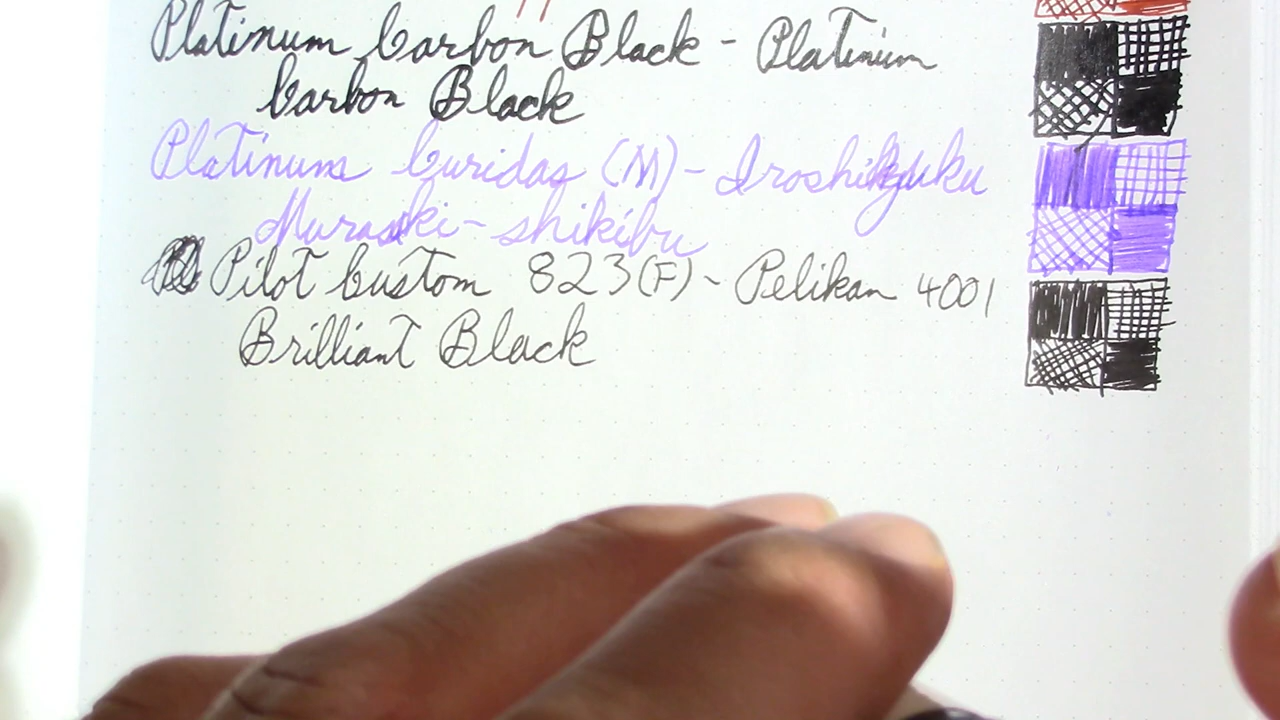 Platinum Carbon Black - Platinum
Carbon Black
Platinum Curidas (M) - Iroshizuku
Murasaki-shikibu
Pilot Custom 823 (F) - Pelikan 4001
Brilliant Black